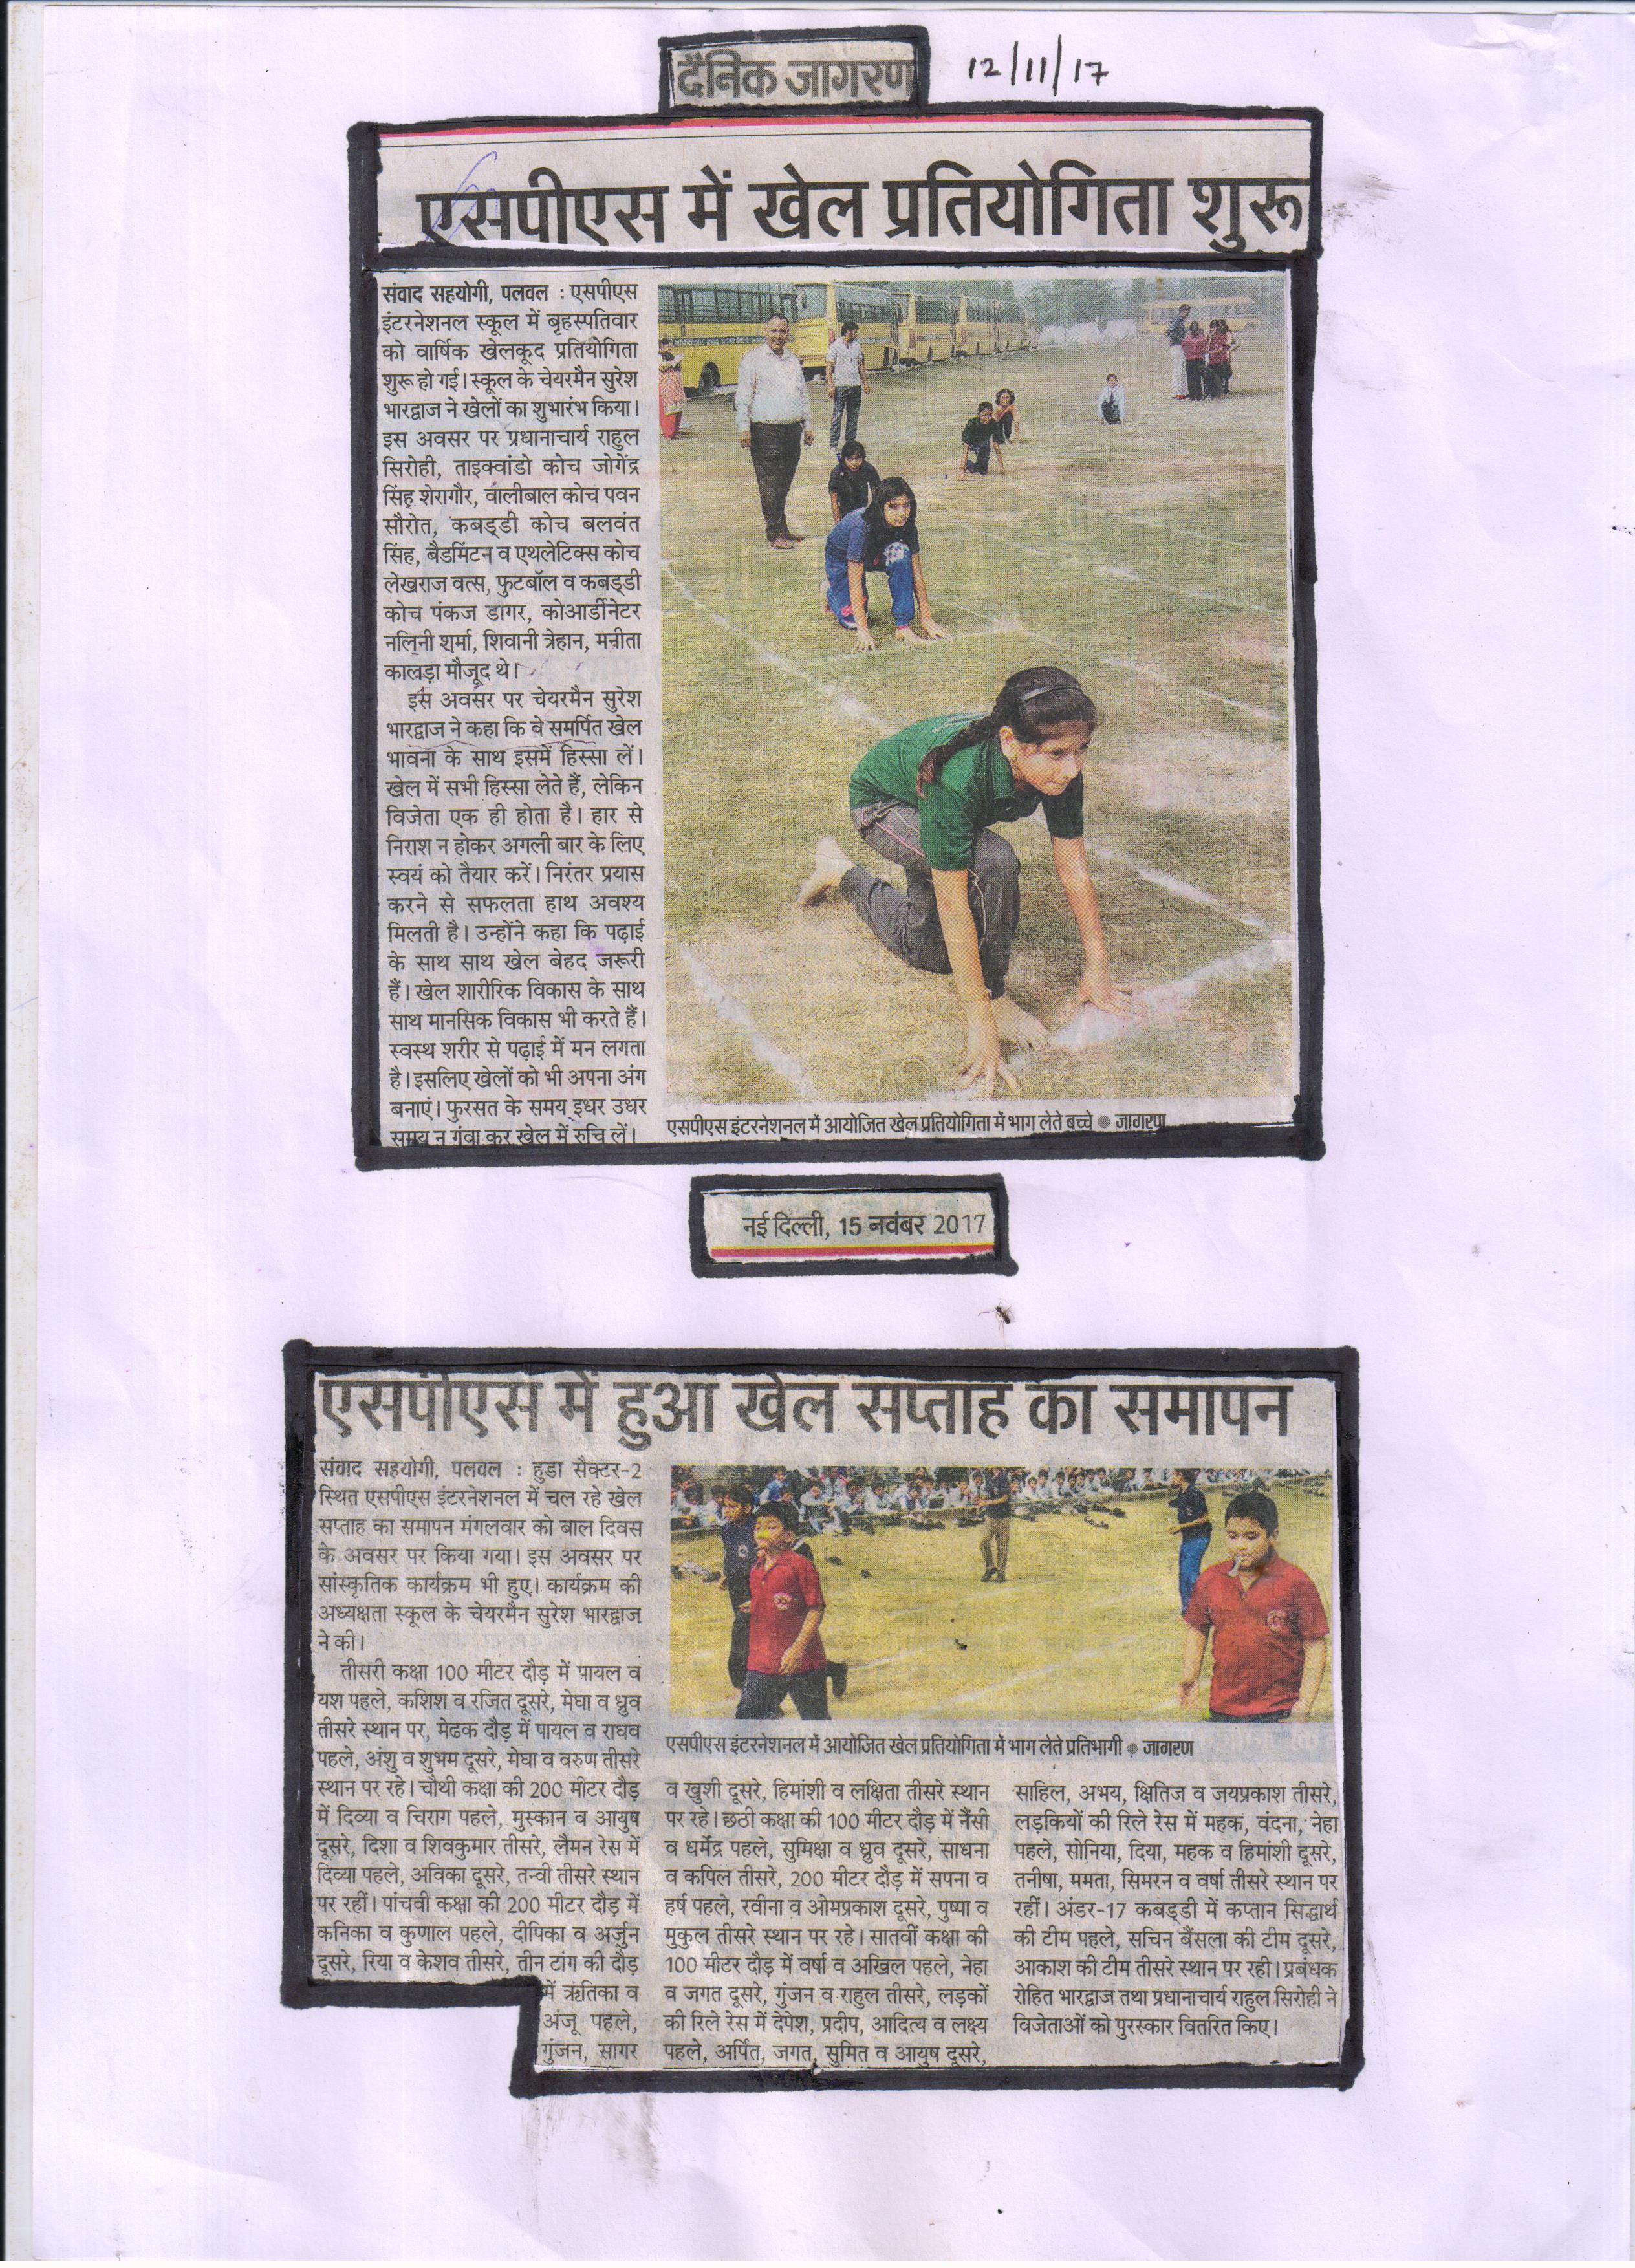 दैनिक जागरण
12/11/17
एसपीएस में खेल प्रतियोगिता शुरू
संवाद सहयोगी, पलवल : एसपीएस
इंटरनेशनल स्कूल में बृहस्पतिवार
को वार्षिक खेलकूद प्रतियोगिता
शुरू हो गई। स्कूल के चेयरमैन सुरेश
भारद्वाज ने खेलों का शुभारंभ किया।
इस अवसर पर प्रधानाचार्य राहुल
सिरोही, ताइक्वांडो कोच जोगेंद्र
सिंह शेरागौर, वालीबाल कोच पवन
सौरोत, कबड्डी कोच बलवंत
सिंह, बैडमिंटन व एथलेटिक्स कोच
लेखराज वत्स, फुटबॉल व कबड्डी
कोच पंकज डागर, कोआर्डीनेटर
नलिनी शर्मा, शिवानी त्रेहान, मनीता
कालड़ा मौजूद थे।
इस अवसर पर चेयरमैन सुरेश
भारद्वाज ने कहा कि वे समर्पित खेल
भावना के साथ इसमें हिस्सा लें।
खेल में सभी हिस्सा लेते हैं, लेकिन
विजेता एक ही होता है। हार से
निराश न होकर अगली बार के लिए
स्वयं को तैयार करें। निरंतर प्रयास
करने से सफलता हाथ अवश्य
मिलती है। उन्होंने कहा कि पढ़ाई
के साथ साथ खेल बेहद जरूरी
हैं। खेल शारीरिक विकास के साथ
साथ मानसिक विकास भी करते हैं।
स्वस्थ शरीर से पढ़ाई में मन लगता
है। इसलिए खेलों को भी अपना अंग
बनाएं। फुरसत के समय इधर उधर
समय न गंवा कर खेल में रुचि लें।
एसपीएस इंटरनेशनल में आयोजित खेल प्रतियोगिता में भाग लेते बच्चे ● जागरण
नई दिल्ली, 15 नवंबर 2017
एसपीएस में हुआ खेल सप्ताह का समापन
संवाद सहयोगी, पलवल : हुडा सैक्टर-2
स्थित एसपीएस इंटरनेशनल में चल रहे खेल
सप्ताह का समापन मंगलवार को बाल दिवस
के अवसर पर किया गया। इस अवसर पर
सांस्कृतिक कार्यक्रम भी हुए। कार्यक्रम की
अध्यक्षता स्कूल के चेयरमैन सुरेश भारद्वाज
ने की।
तीसरी कक्षा 100 मीटर दौड़ में पायल व
यश पहले, कशिश व रजित दूसरे, मेघा व ध्रुव
तीसरे स्थान पर, मेढक दौड़ में पायल व राघव
पहले, अंशु व शुभम दूसरे, मेघा व वरुण तीसरे
स्थान पर रहे। चौथी कक्षा की 200 मीटर दौड़
में दिव्या व चिराग पहले, मुस्कान व आयुष
दूसरे, दिशा व शिवकुमार तीसरे, लैमन रेस में
दिव्या पहले, अविका दूसरे, तन्वी तीसरे स्थान
पर रहीं। पांचवी कक्षा की 200 मीटर दौड़ में
कनिका व कुणाल पहले, दीपिका व अर्जुन
दूसरे, रिया व केशव तीसरे, तीन टांग की दौड़
में ऋतिका व
अंजू पहले,
गुंजन, सागर
एसपीएस इंटरनेशनल में आयोजित खेल प्रतियोगिता में भाग लेते प्रतिभागी ● जागरण
व खुशी दूसरे, हिमांशी व लक्षिता तीसरे स्थान
पर रहे। छठी कक्षा की 100 मीटर दौड़ में नैंसी
व धर्मेंद्र पहले, सुमिक्षा व ध्रुव दूसरे, साधना
व कपिल तीसरे, 200 मीटर दौड़ में सपना व
हर्ष पहले, रवीना व ओमप्रकाश दूसरे, पुष्पा व
मुकुल तीसरे स्थान पर रहे। सातवीं कक्षा की
100 मीटर दौड़ में वर्षा व अखिल पहले, नेहा
व जगत दूसरे, गुंजन व राहुल तीसरे, लड़कों
की रिले रेस में देपेश, प्रदीप, आदित्य व लक्ष्य
पहले, अर्पित, जगत, सुमित व आयुष दूसरे,
साहिल, अभय, क्षितिज व जयप्रकाश तीसरे,
लड़कियों की रिले रेस में महक, वंदना, नेहा
पहले, सोनिया, दिया, महक व हिमांशी दूसरे,
तनीषा, ममता, सिमरन व वर्षा तीसरे स्थान पर
रहीं। अंडर-17 कबड्डी में कप्तान सिद्धार्थ
की टीम पहले, सचिन बैंसला की टीम दूसरे,
आकाश की टीम तीसरे स्थान पर रही। प्रबंधक
रोहित भारद्वाज तथा प्रधानाचार्य राहुल सिरोही ने
विजेताओं को पुरस्कार वितरित किए।